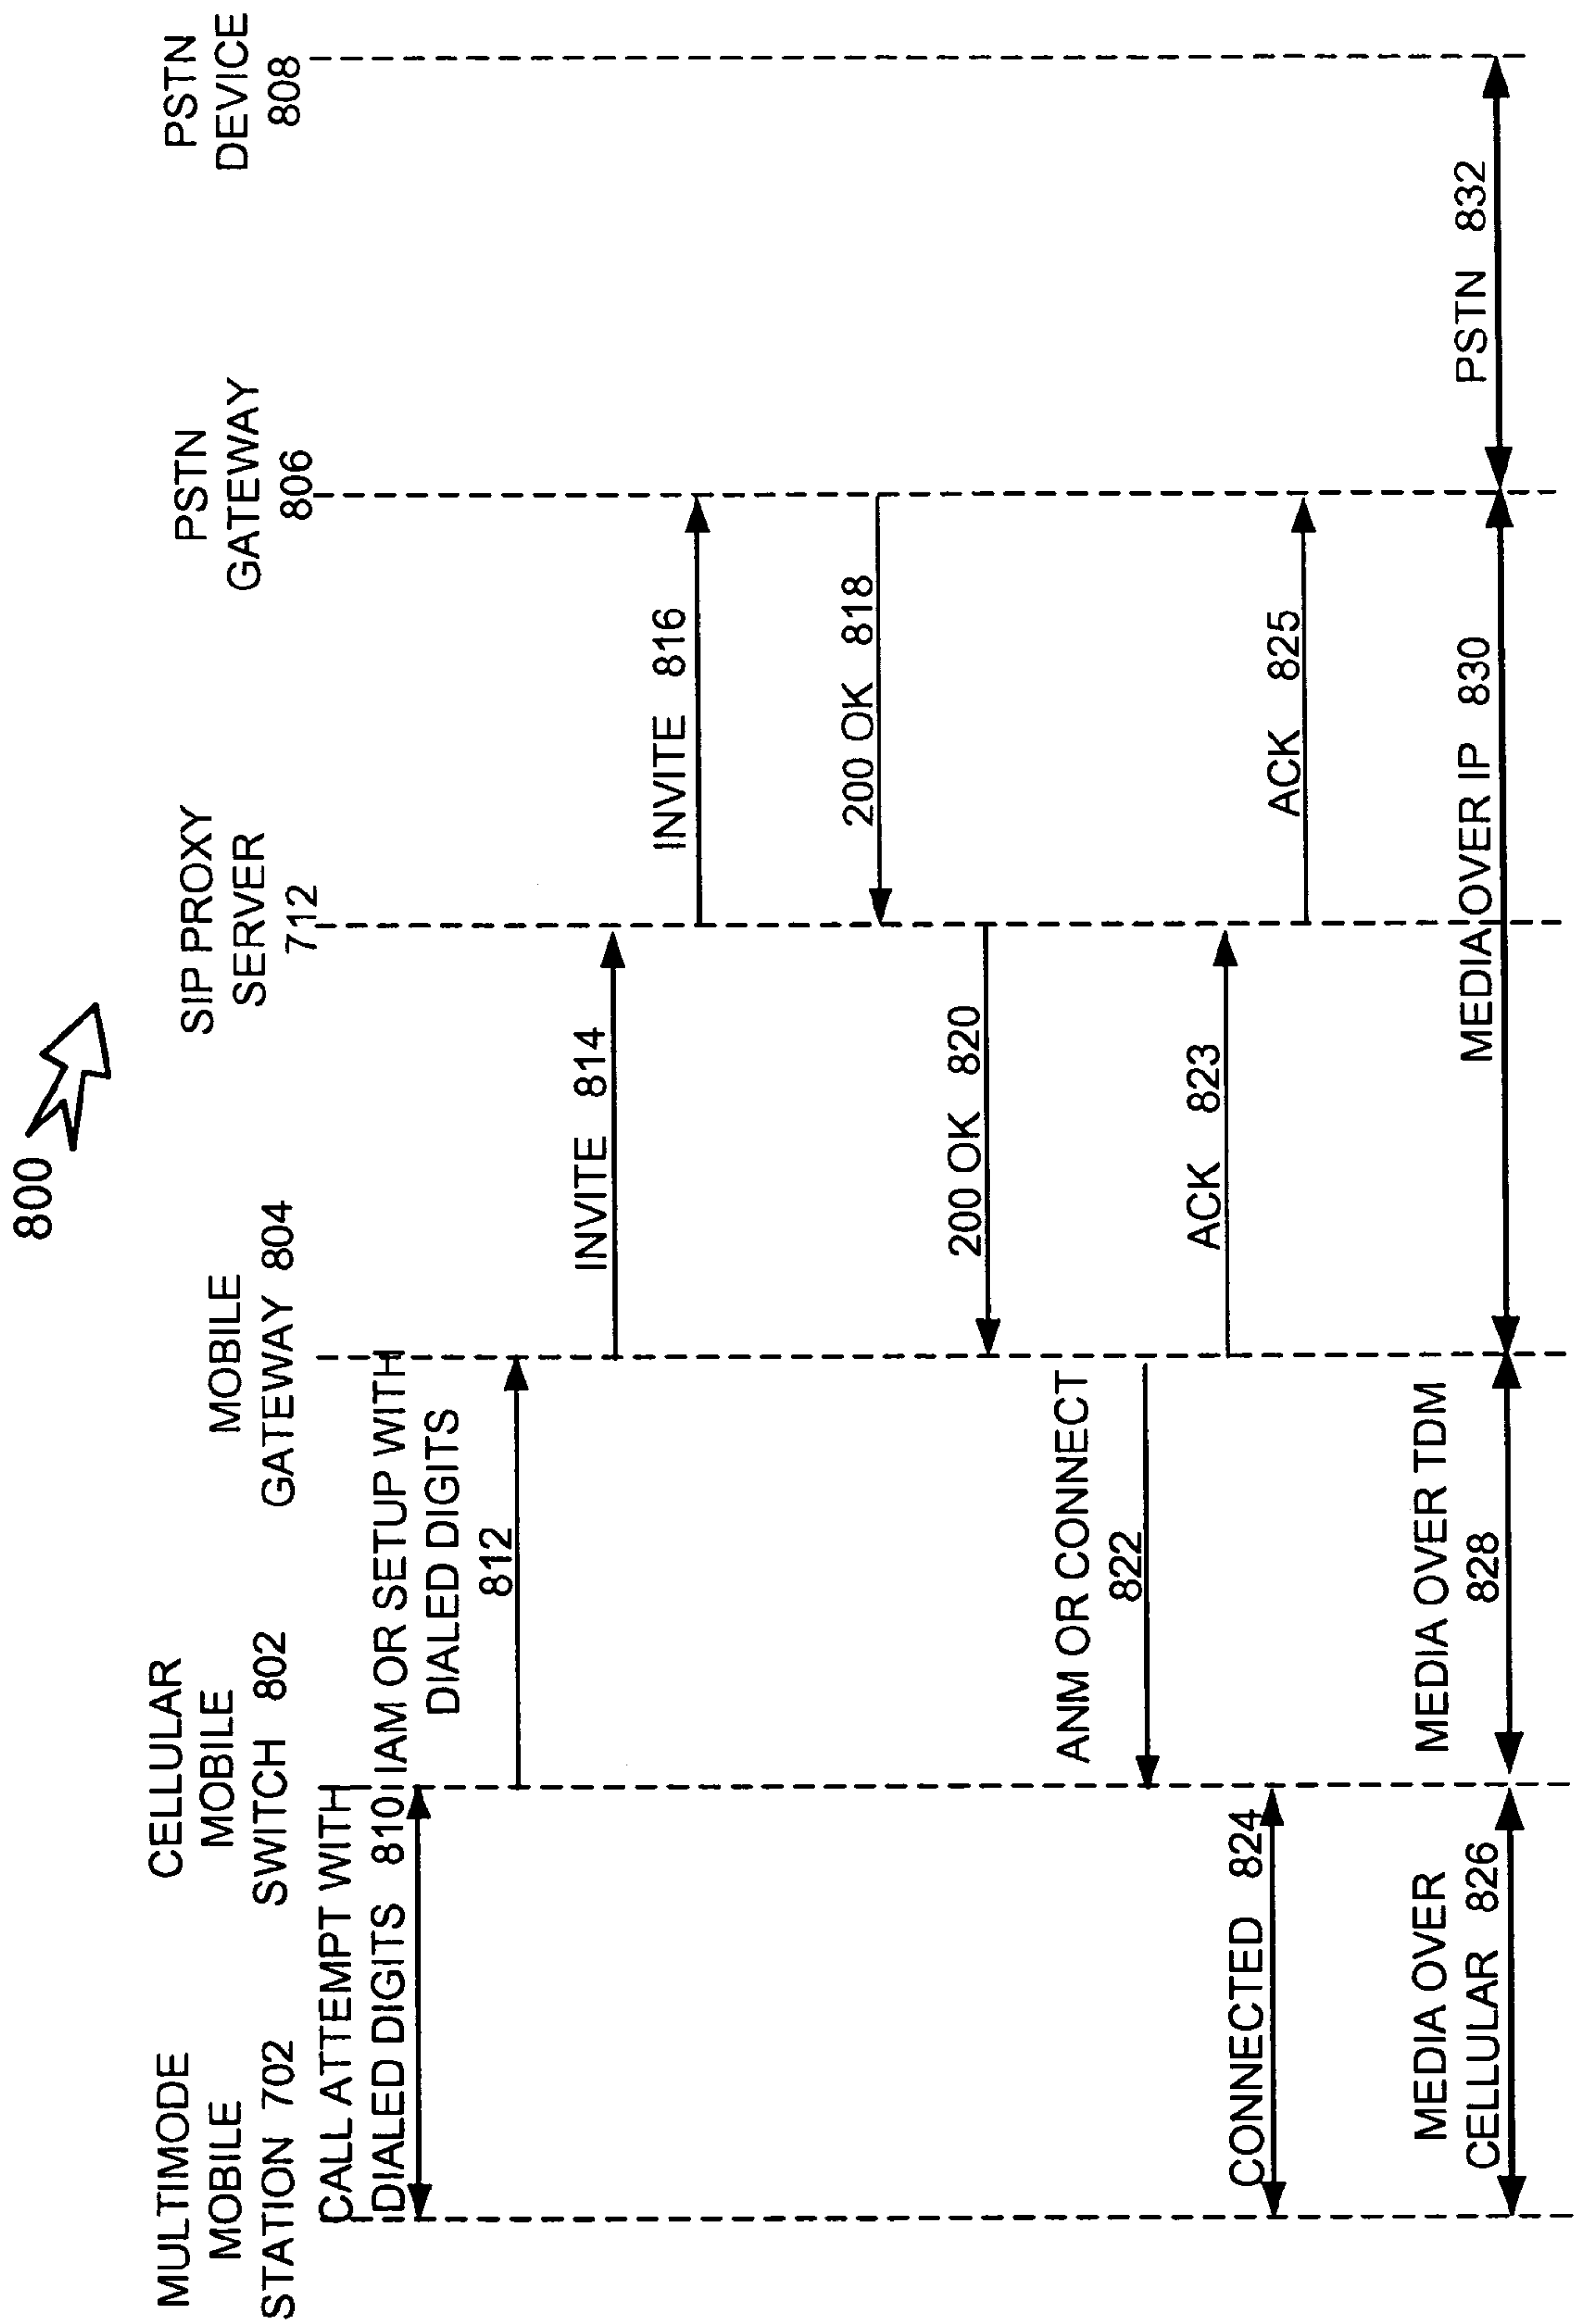 800
MULTIMODE
MOBILE
STATION 702
CELLULAR
MOBILE
SWITCH 802
MOBILE
GATEWAY 804
SIP PROXY
SERVER
712
PSTN
GATEWAY
806
PSTN
DEVICE
808
CALL ATTEMPT WITH
DIALED DIGITS 810
IAM OR SETUP WITH
DIALED DIGITS
812
INVITE 814
INVITE 816
200 OK 818
200 OK 820
ANM OR CONNECT
822
ACK 823
CONNECTED 824
ACK 825
MEDIA OVER
CELLULAR 826
MEDIA OVER TDM
828
MEDIA OVER IP 830
PSTN 832